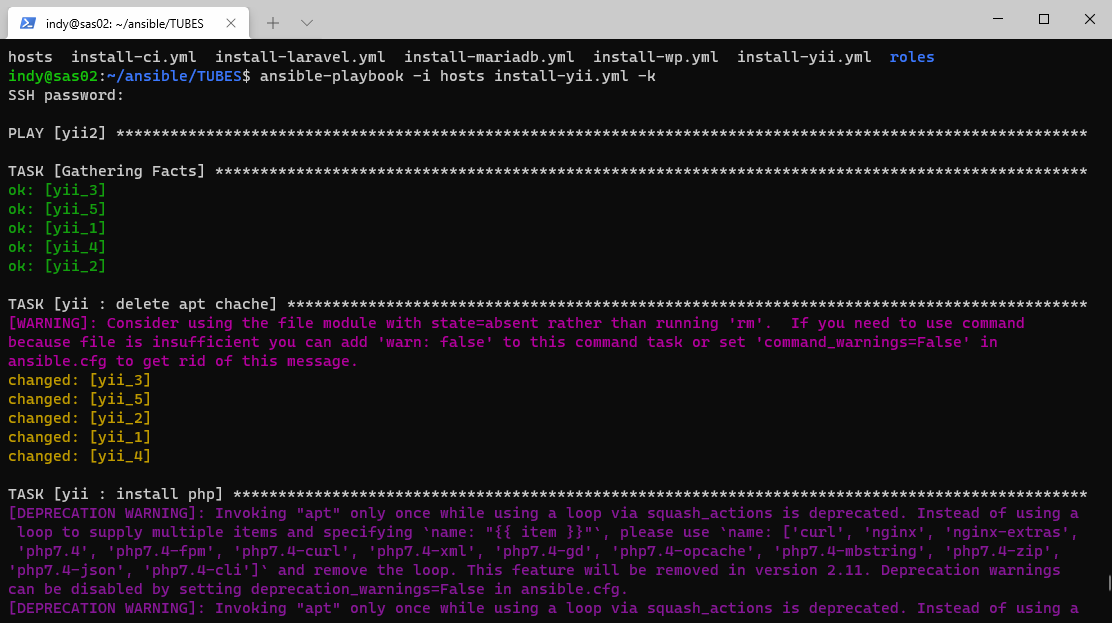 indy@sas02: ~/ansible/TUBES
hosts  install-ci.yml  install-laravel.yml  install-mariadb.yml  install-wp.yml  install-yii.yml  roles
indy@sas02:~/ansible/TUBES$ ansible-playbook -i hosts install-yii.yml -k
SSH password:
PLAY [yii2] ************************************************************************************************************
TASK [Gathering Facts] *************************************************************************************************
ok: [yii_3]
ok: [yii_5]
ok: [yii_1]
ok: [yii_4]
ok: [yii_2]
TASK [yii : delete apt chache] *****************************************************************************************
[WARNING]: Consider using the file module with state=absent rather than running 'rm'.  If you need to use command
because file is insufficient you can add 'warn: false' to this command task or set 'command_warnings=False' in
ansible.cfg to get rid of this message.
changed: [yii_3]
changed: [yii_5]
changed: [yii_2]
changed: [yii_1]
changed: [yii_4]
TASK [yii : install php] ***********************************************************************************************
[DEPRECATION WARNING]: Invoking "apt" only once while using a loop via squash_actions is deprecated. Instead of using a
 loop to supply multiple items and specifying `name: "{{ item }}"`, please use `name: ['curl', 'nginx', 'nginx-extras',
 'php7.4', 'php7.4-fpm', 'php7.4-curl', 'php7.4-xml', 'php7.4-gd', 'php7.4-opcache', 'php7.4-mbstring', 'php7.4-zip',
'php7.4-json', 'php7.4-cli']` and remove the loop. This feature will be removed in version 2.11. Deprecation warnings
can be disabled by setting deprecation_warnings=False in ansible.cfg.
[DEPRECATION WARNING]: Invoking "apt" only once while using a loop via squash_actions is deprecated. Instead of using a